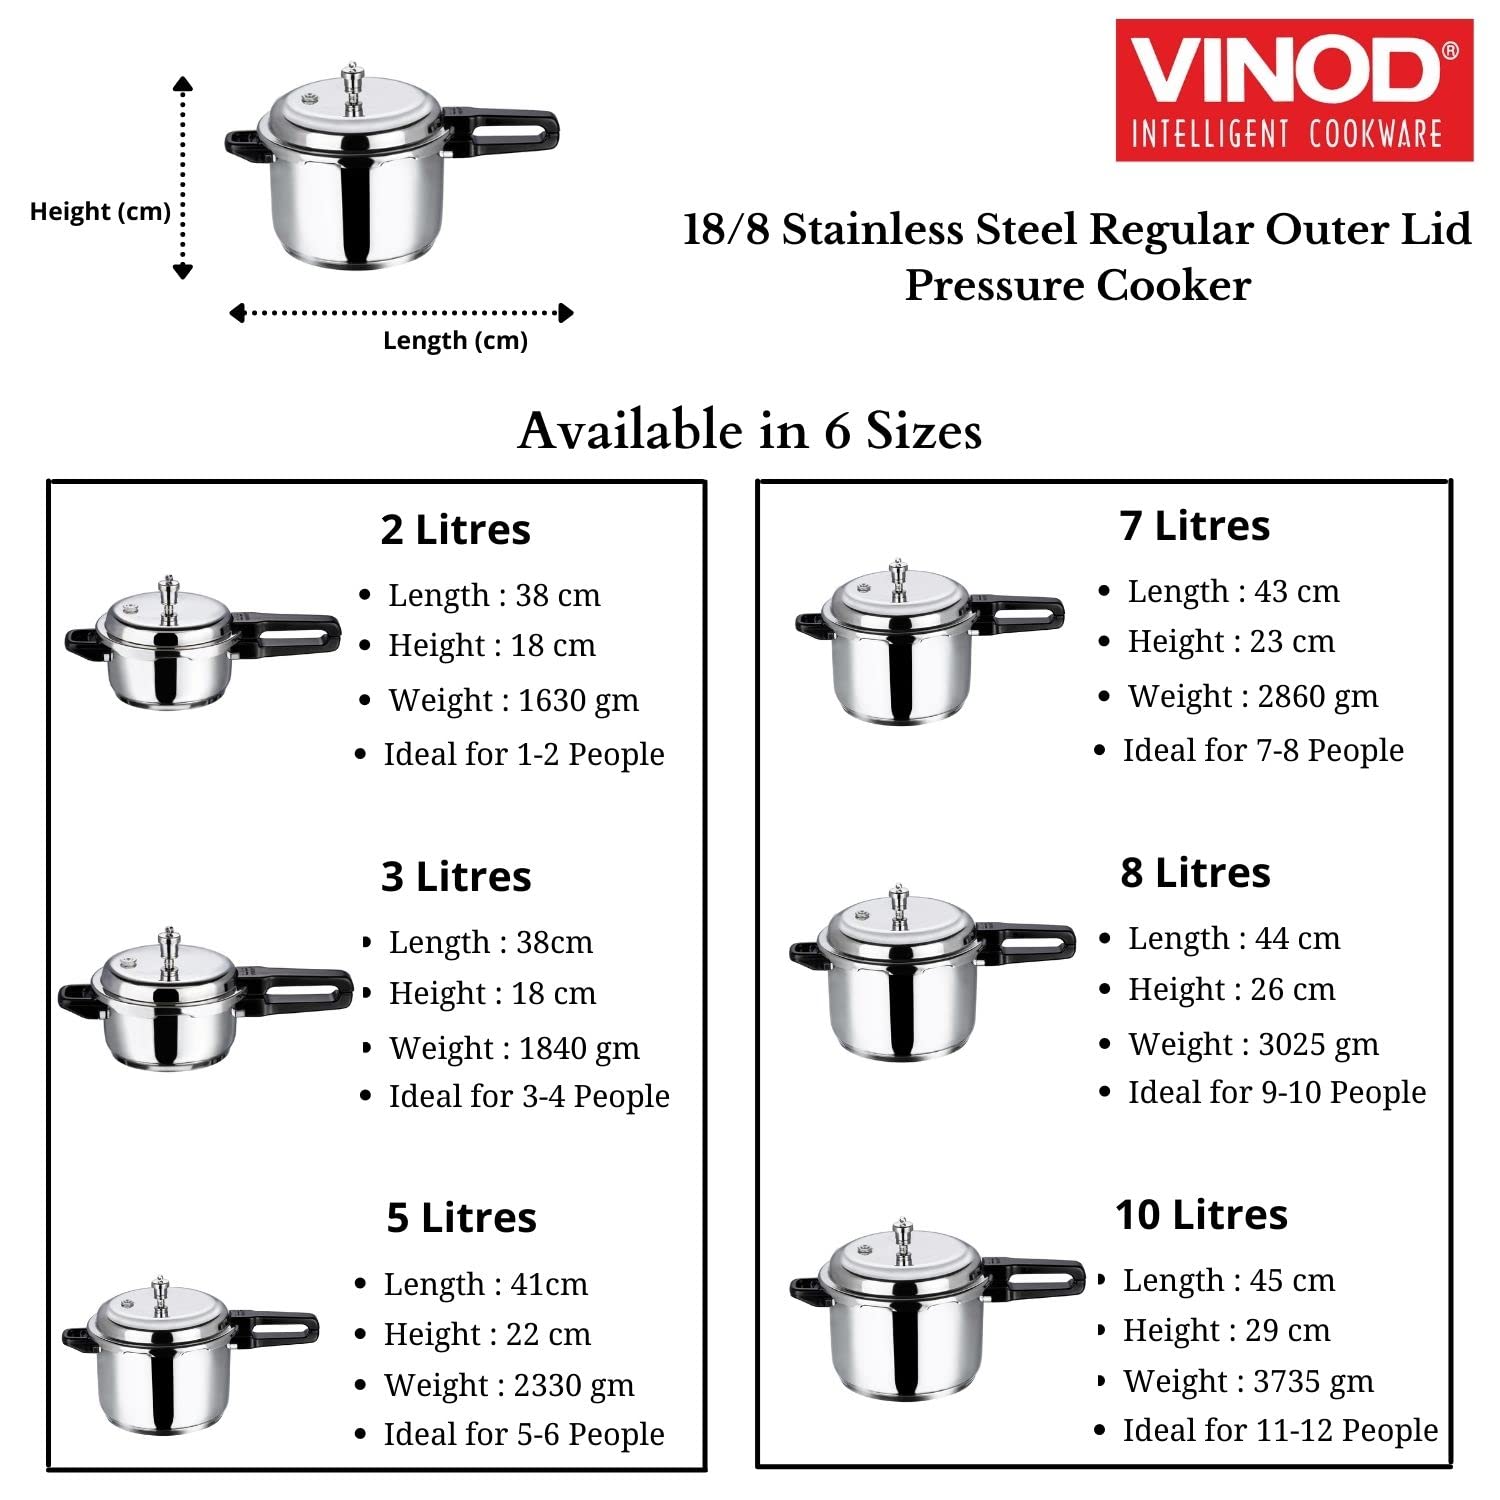 VINOD®
INTELLIGENT COOKWARE
Height (cm)
Length (cm)
18/8 Stainless Steel Regular Outer Lid
Pressure Cooker
Available in 6 Sizes
2 Litres
• Length : 38 cm
• Height : 18 cm
• Weight : 1630 gm
• Ideal for 1-2 People
3 Litres
• Length : 38cm
• Height : 18 cm
• Weight : 1840 gm
• Ideal for 3-4 People
5 Litres
• Length : 41cm
• Height : 22 cm
• Weight : 2330 gm
• Ideal for 5-6 People
7 Litres
• Length : 43 cm
• Height : 23 cm
• Weight : 2860 gm
• Ideal for 7-8 People
8 Litres
• Length : 44 cm
• Height : 26 cm
• Weight : 3025 gm
• Ideal for 9-10 People
10 Litres
• Length : 45 cm
• Height : 29 cm
• Weight : 3735 gm
• Ideal for 11-12 People